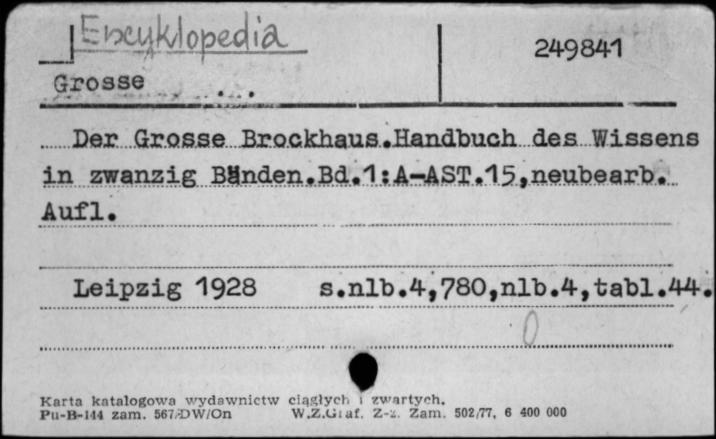 Encyklopedia
249841
Grosse ...
Der Grosse Brockhaus.Handbuch des Wissens
in zwanzig Bänden.Bd.1:A-AST.15,neubearb.
Aufl.
Leipzig 1928 s.nlb.4,780,nlb.4,tabl.44.
0
Karta katalogowa wydawnictw ciągłych i zwartych.
Pu-B-144 zam. 567/DW/On W.Z.Graf. Z-z. Zam. 502/77, 6 400 000